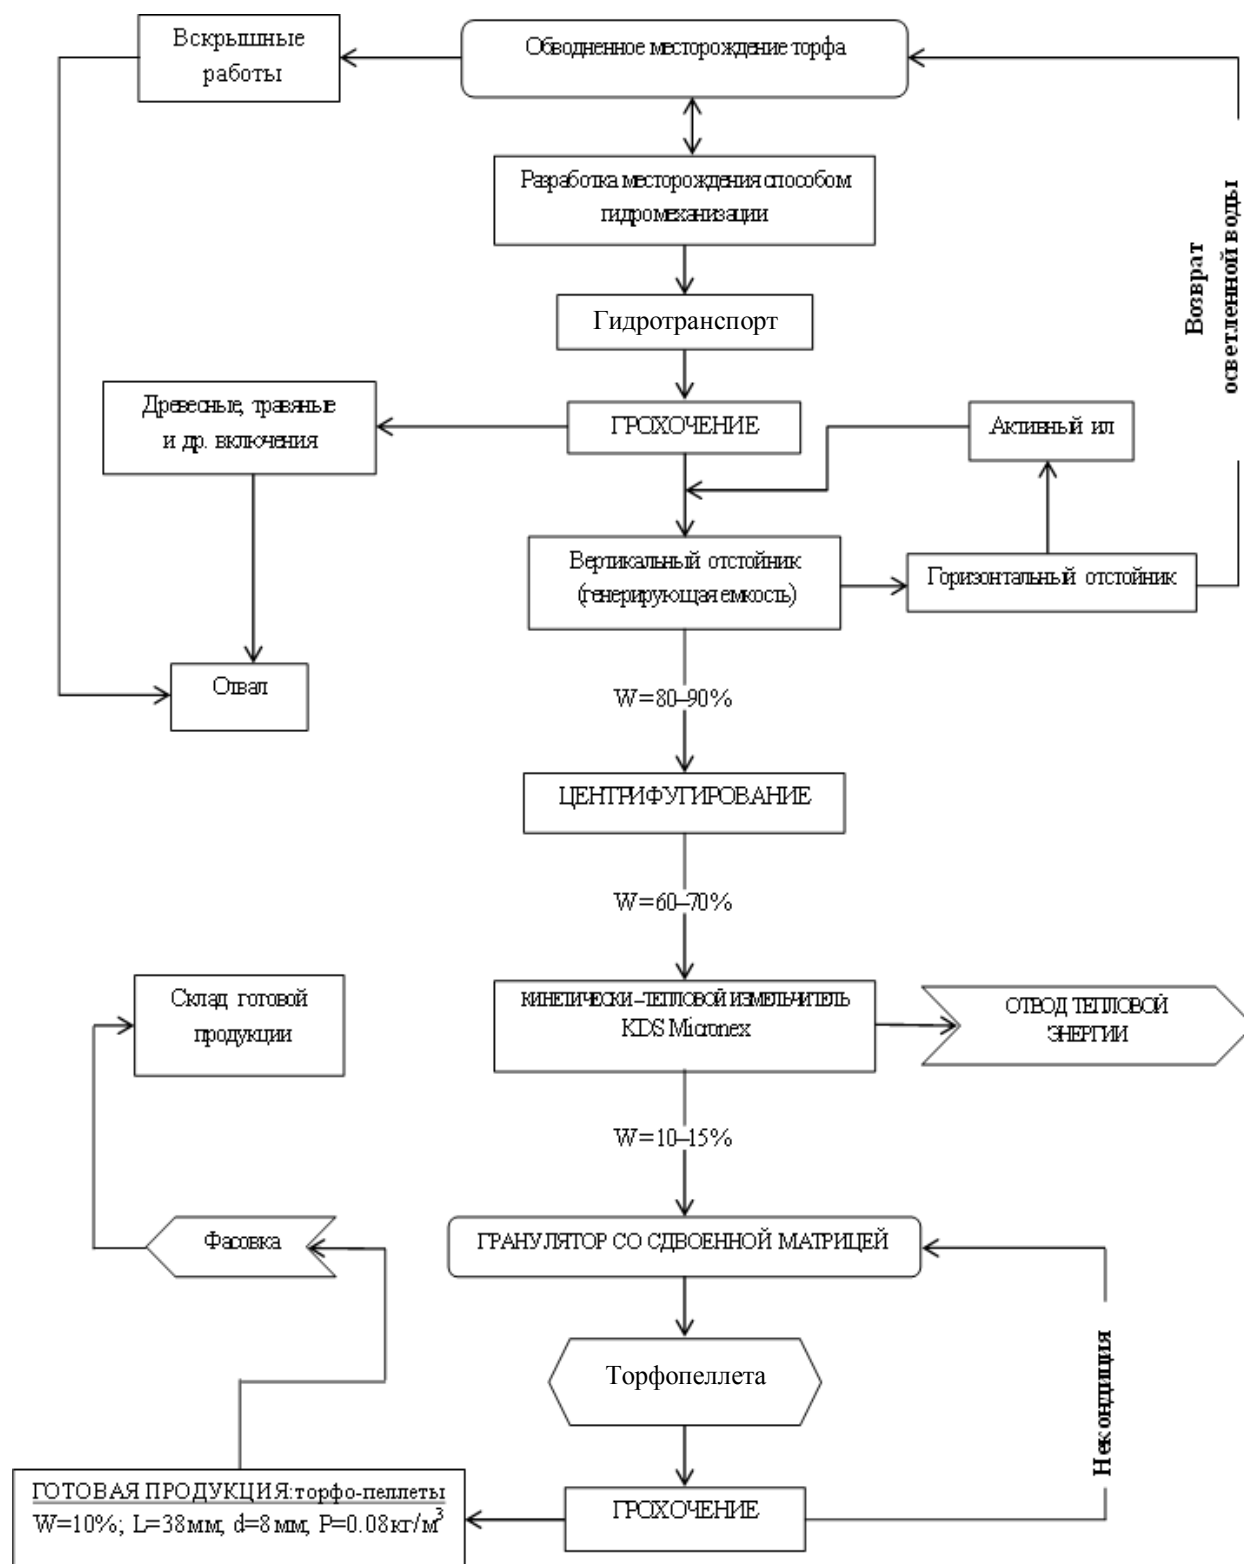 Вскрышные
работы
Обводненное месторождение торфа
Разработка месторождения способом
гидромеханизации
Гидротранспорт
Возврат
осветленной воды
Древесные, травяные
и др. включения
ГРОХОЧЕНИЕ
Активный ил
Вертикальный отстойник
(генерирующая емкость)
Горизонтальный отстойник
Отвал
W=80–90%
ЦЕНТРИФУГИРОВАНИЕ
W=60–70%
Склад готовой
продукции
КИНЕТИЧЕСКИ–ТЕПЛОВОЙ ИЗМЕЛЬЧИТЕЛЬ
KDS Micronex
ОТВОД ТЕПЛОВОЙ
ЭНЕРГИИ
W=10–15%
Фасовка
ГРАНУЛЯТОР СО СДВОЕННОЙ МАТРИЦЕЙ
Торфопеллета
Некондиция
ГОТОВАЯ ПРОДУКЦИЯ:торфо-пеллеты
W=10%; L=38мм, d=8мм, P=0.08кг/м³
ГРОХОЧЕНИЕ